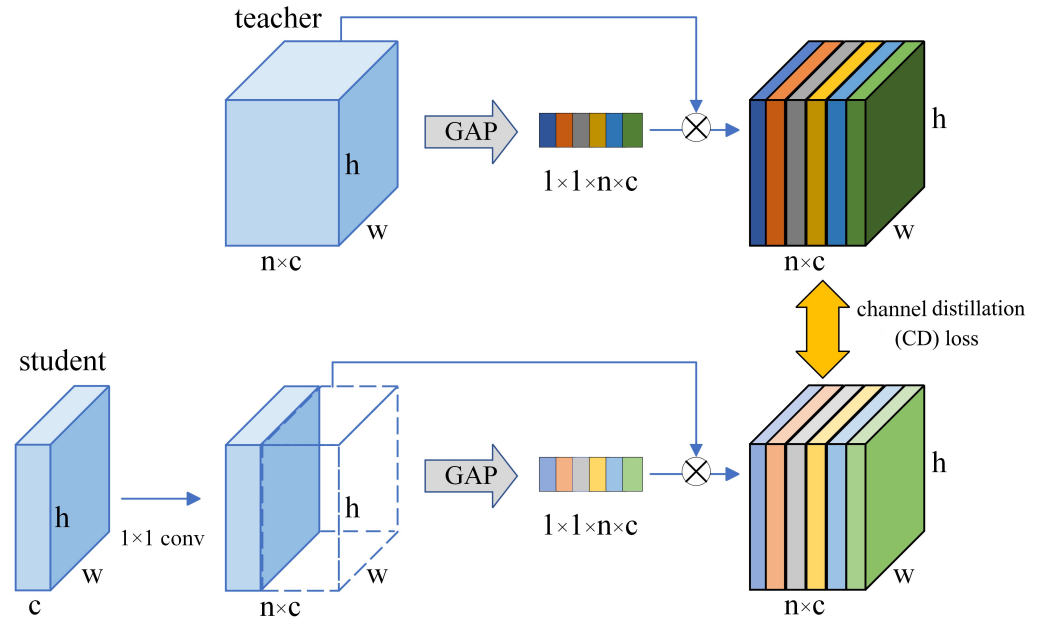 teacher
h
w
n×c
GAP
1×1×n×c
h
w
n×c
channel distillation
(CD) loss
student
h
w
c
1×1 conv
h
w
n×c
GAP
1×1×n×c
h
w
n×c